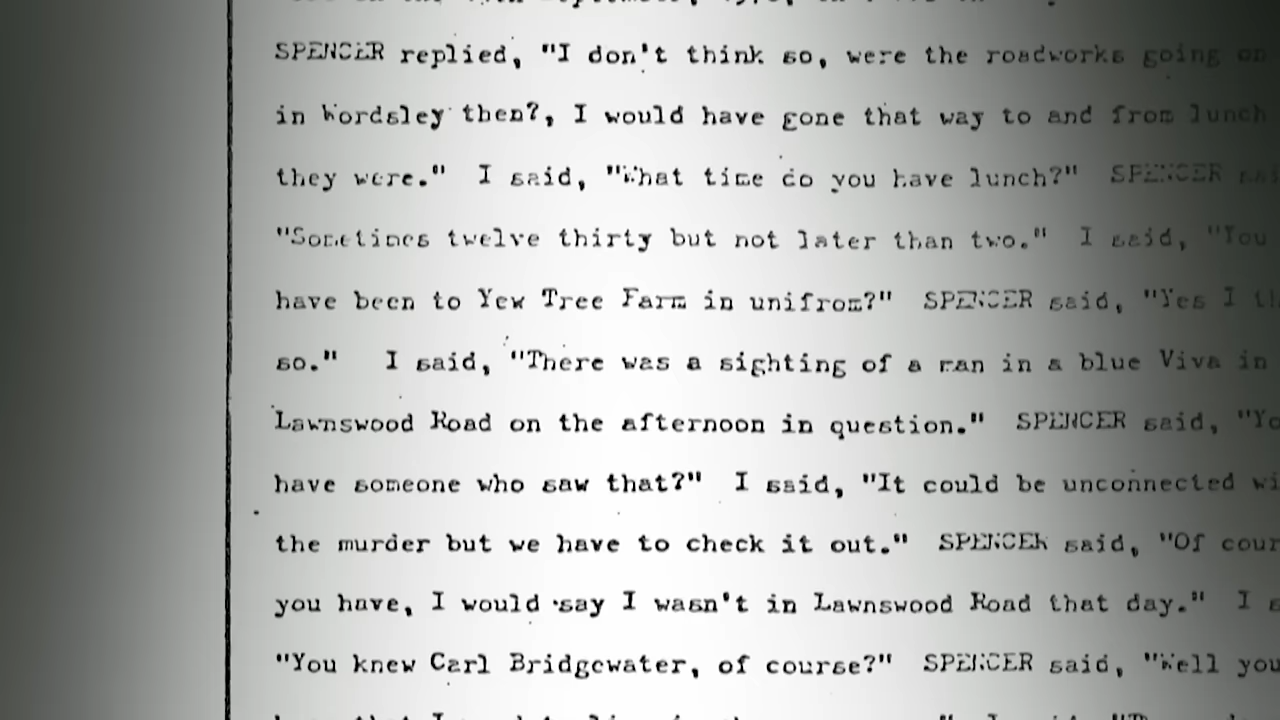 SPENCER replied, "I don't think so, were the roadworks going on
in Wordsley then?, I would have gone that way to and from lunch
they were."  I said, "What time do you have lunch?"  SPENCER
"Sometimes twelve thirty but not later than two."  I said, "You
have been to Yew Tree Farm in unifrom?"  SPENCER said, "Yes I
so."  I said, "There was a sighting of a man in a blue Viva in
Lawnswood Road on the afternoon in question."  SPENCER said,
have someone who saw that?"  I said, "It could be unconnected
the murder but we have to check it out."  SPENCER said, "Of
you have, I would say I wasn't in Lawnswood Road that day."  I
"You knew Carl Bridgewater, of course?"  SPENCER said, "Well you